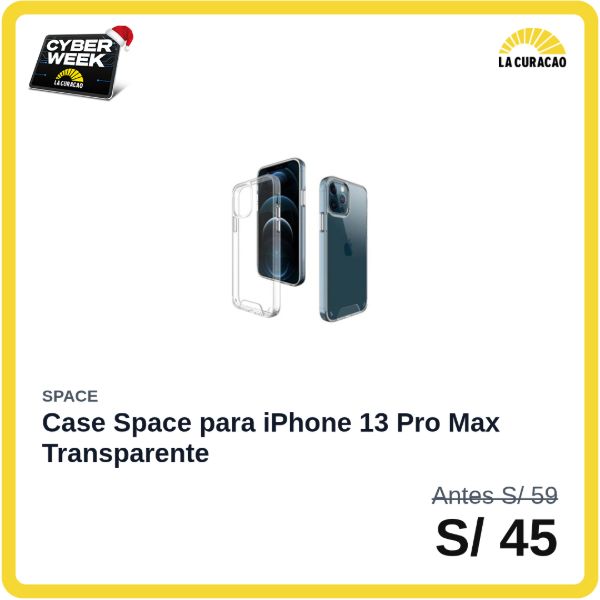 CYBER
WEEK
LA CURACAO
LA CURACAO
SPACE
Case Space para iPhone 13 Pro Max
Transparente
Antes S/ 59
S/ 45